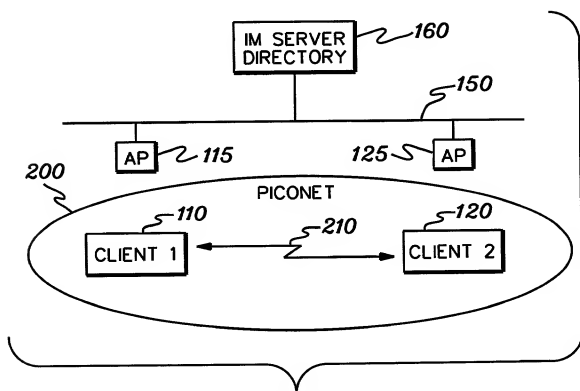 IM SERVER
DIRECTORY
160
150
AP
115
125
AP
200
PICONET
110
210
120
CLIENT 1
CLIENT 2